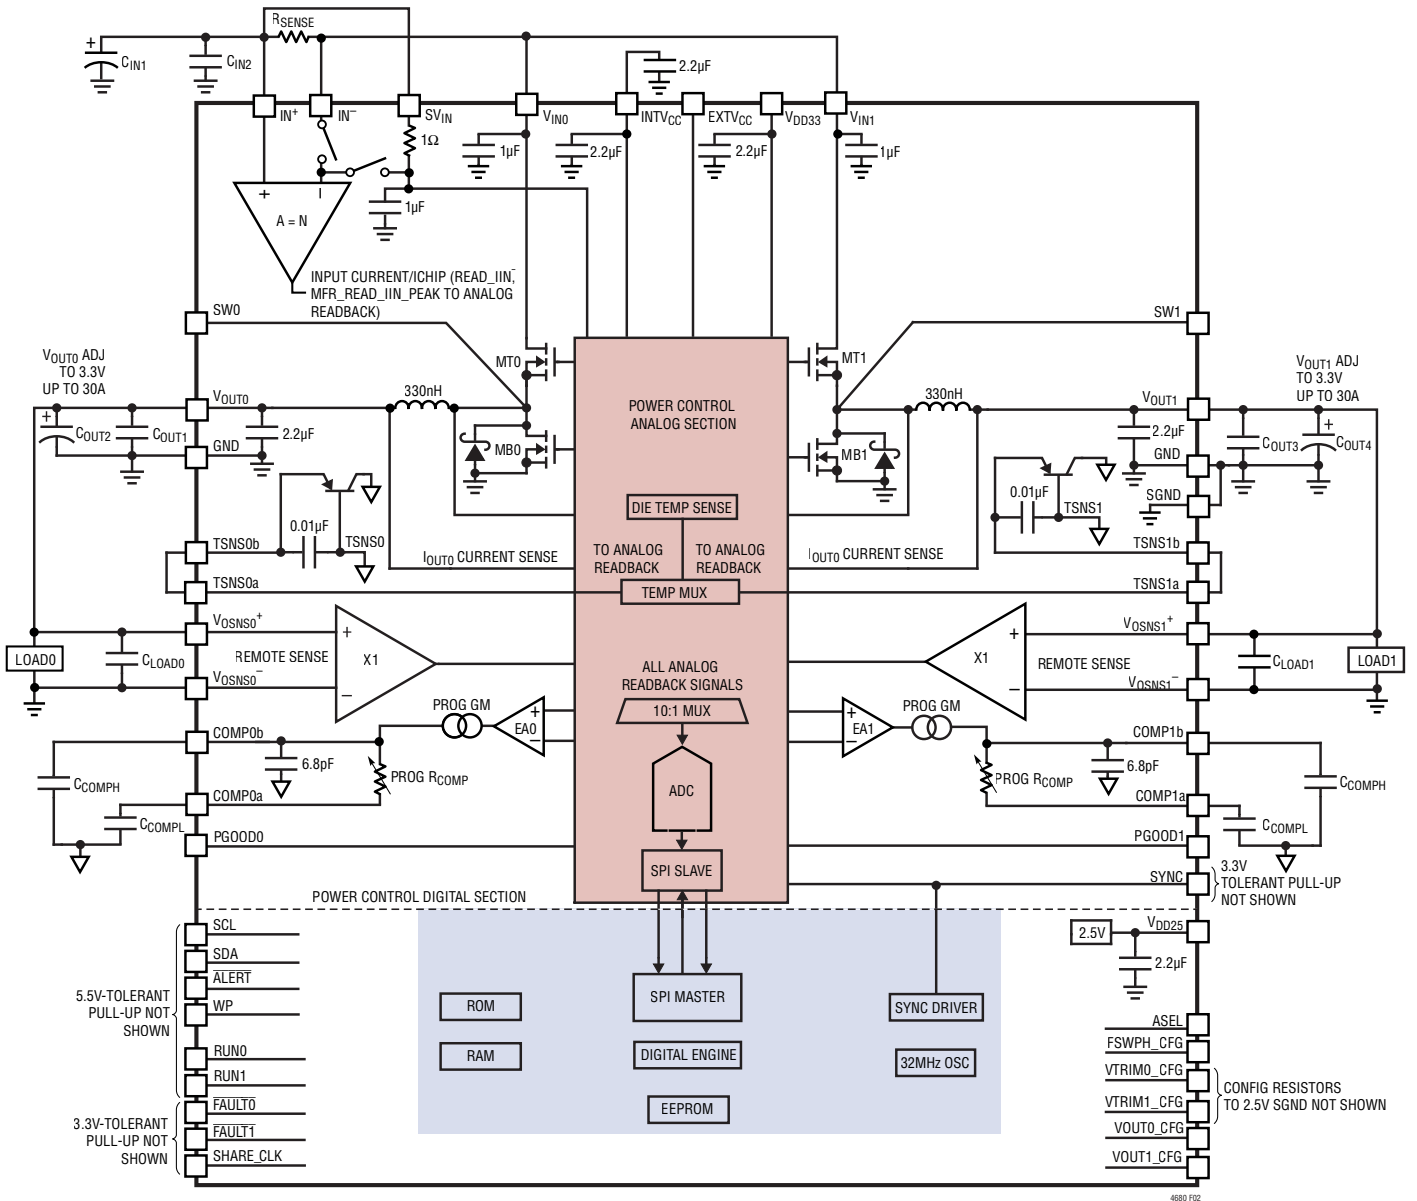 RSENSE
+
CIN1
CIN2
2.2µF
IN+
IN–
SVIN
VIN0
INTVCC
EXTVCC
VDD33
VIN1
1Ω
1µF
2.2µF
2.2µF
1µF
+
–
A = N
1µF
INPUT CURRENT/ICHIP (READ_IIN,
MFR_READ_IIN_PEAK TO ANALOG
READBACK)
SW0
SW1
VOUT0 ADJ
TO 3.3V
UP TO 30A
MT0
MT1
VOUT1 ADJ
TO 3.3V
UP TO 30A
330nH
330nH
VOUT0
VOUT1
POWER CONTROL
ANALOG SECTION
+
COUT2
COUT1
2.2µF
GND
MB0
MB1
2.2µF
GND
COUT3
+
COUT4
SGND
0.01µF
TSNS0
DIE TEMP SENSE
0.01µF
TSNS1
TSNS0b
TSNS1b
TO ANALOG
READBACK
TO ANALOG
READBACK
IOUT0 CURRENT SENSE
IOUT0 CURRENT SENSE
TSNS0a
TEMP MUX
TSNS1a
VOSNS0+
VOSNS1+
+
–
X1
+
–
X1
LOAD0
CLOAD0
REMOTE SENSE
REMOTE SENSE
CLOAD1
LOAD1
VOSNS0–
VOSNS1–
ALL ANALOG
READBACK SIGNALS
10:1 MUX
PROG GM
EA0
+
–
+
–
EA1
PROG GM
COMP0b
COMP1b
6.8pF
PROG RCOMP
PROG RCOMP
6.8pF
CCOMPH
CCOMPH
ADC
COMP0a
COMP1a
CCOMPL
CCOMPL
PGOOD0
PGOOD1
SPI SLAVE
SYNC
3.3V
TOLERANT PULL-UP
NOT SHOWN
POWER CONTROL DIGITAL SECTION
SCL
SDA
ALERT
WP
RUN0
RUN1
5.5V-TOLERANT
PULL-UP NOT
SHOWN
FAULT0
FAULT1
SHARE_CLK
3.3V-TOLERANT
PULL-UP NOT
SHOWN
ROM
RAM
SPI MASTER
DIGITAL ENGINE
EEPROM
SYNC DRIVER
32MHz OSC
2.5V
VDD25
2.2µF
ASEL
FSWPH_CFG
VTRIM0_CFG
VTRIM1_CFG
VOUT0_CFG
VOUT1_CFG
CONFIG RESISTORS
TO 2.5V SGND NOT SHOWN
4680 F02